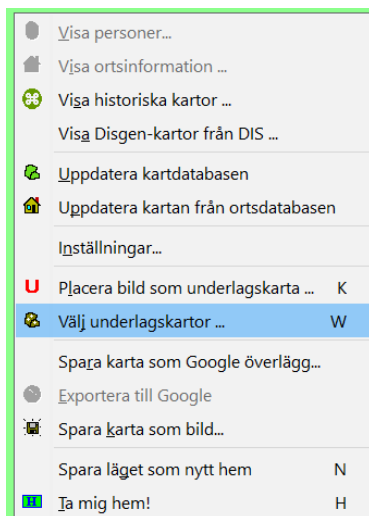 Visa personer...
Visa ortsinformation ...
Visa historiska kartor ...
Visa Disgen-kartor från DIS ...
Uppdatera kartdatabasen
Uppdatera kartan från ortsdatabasen
Inställningar...
U Placera bild som underlagskarta ... K
Välj underlagskartor ... W
Spara karta som Google överlägg...
Exportera till Google
Spara karta som bild...
Spara läget som nytt hem N
H Ta mig hem! H